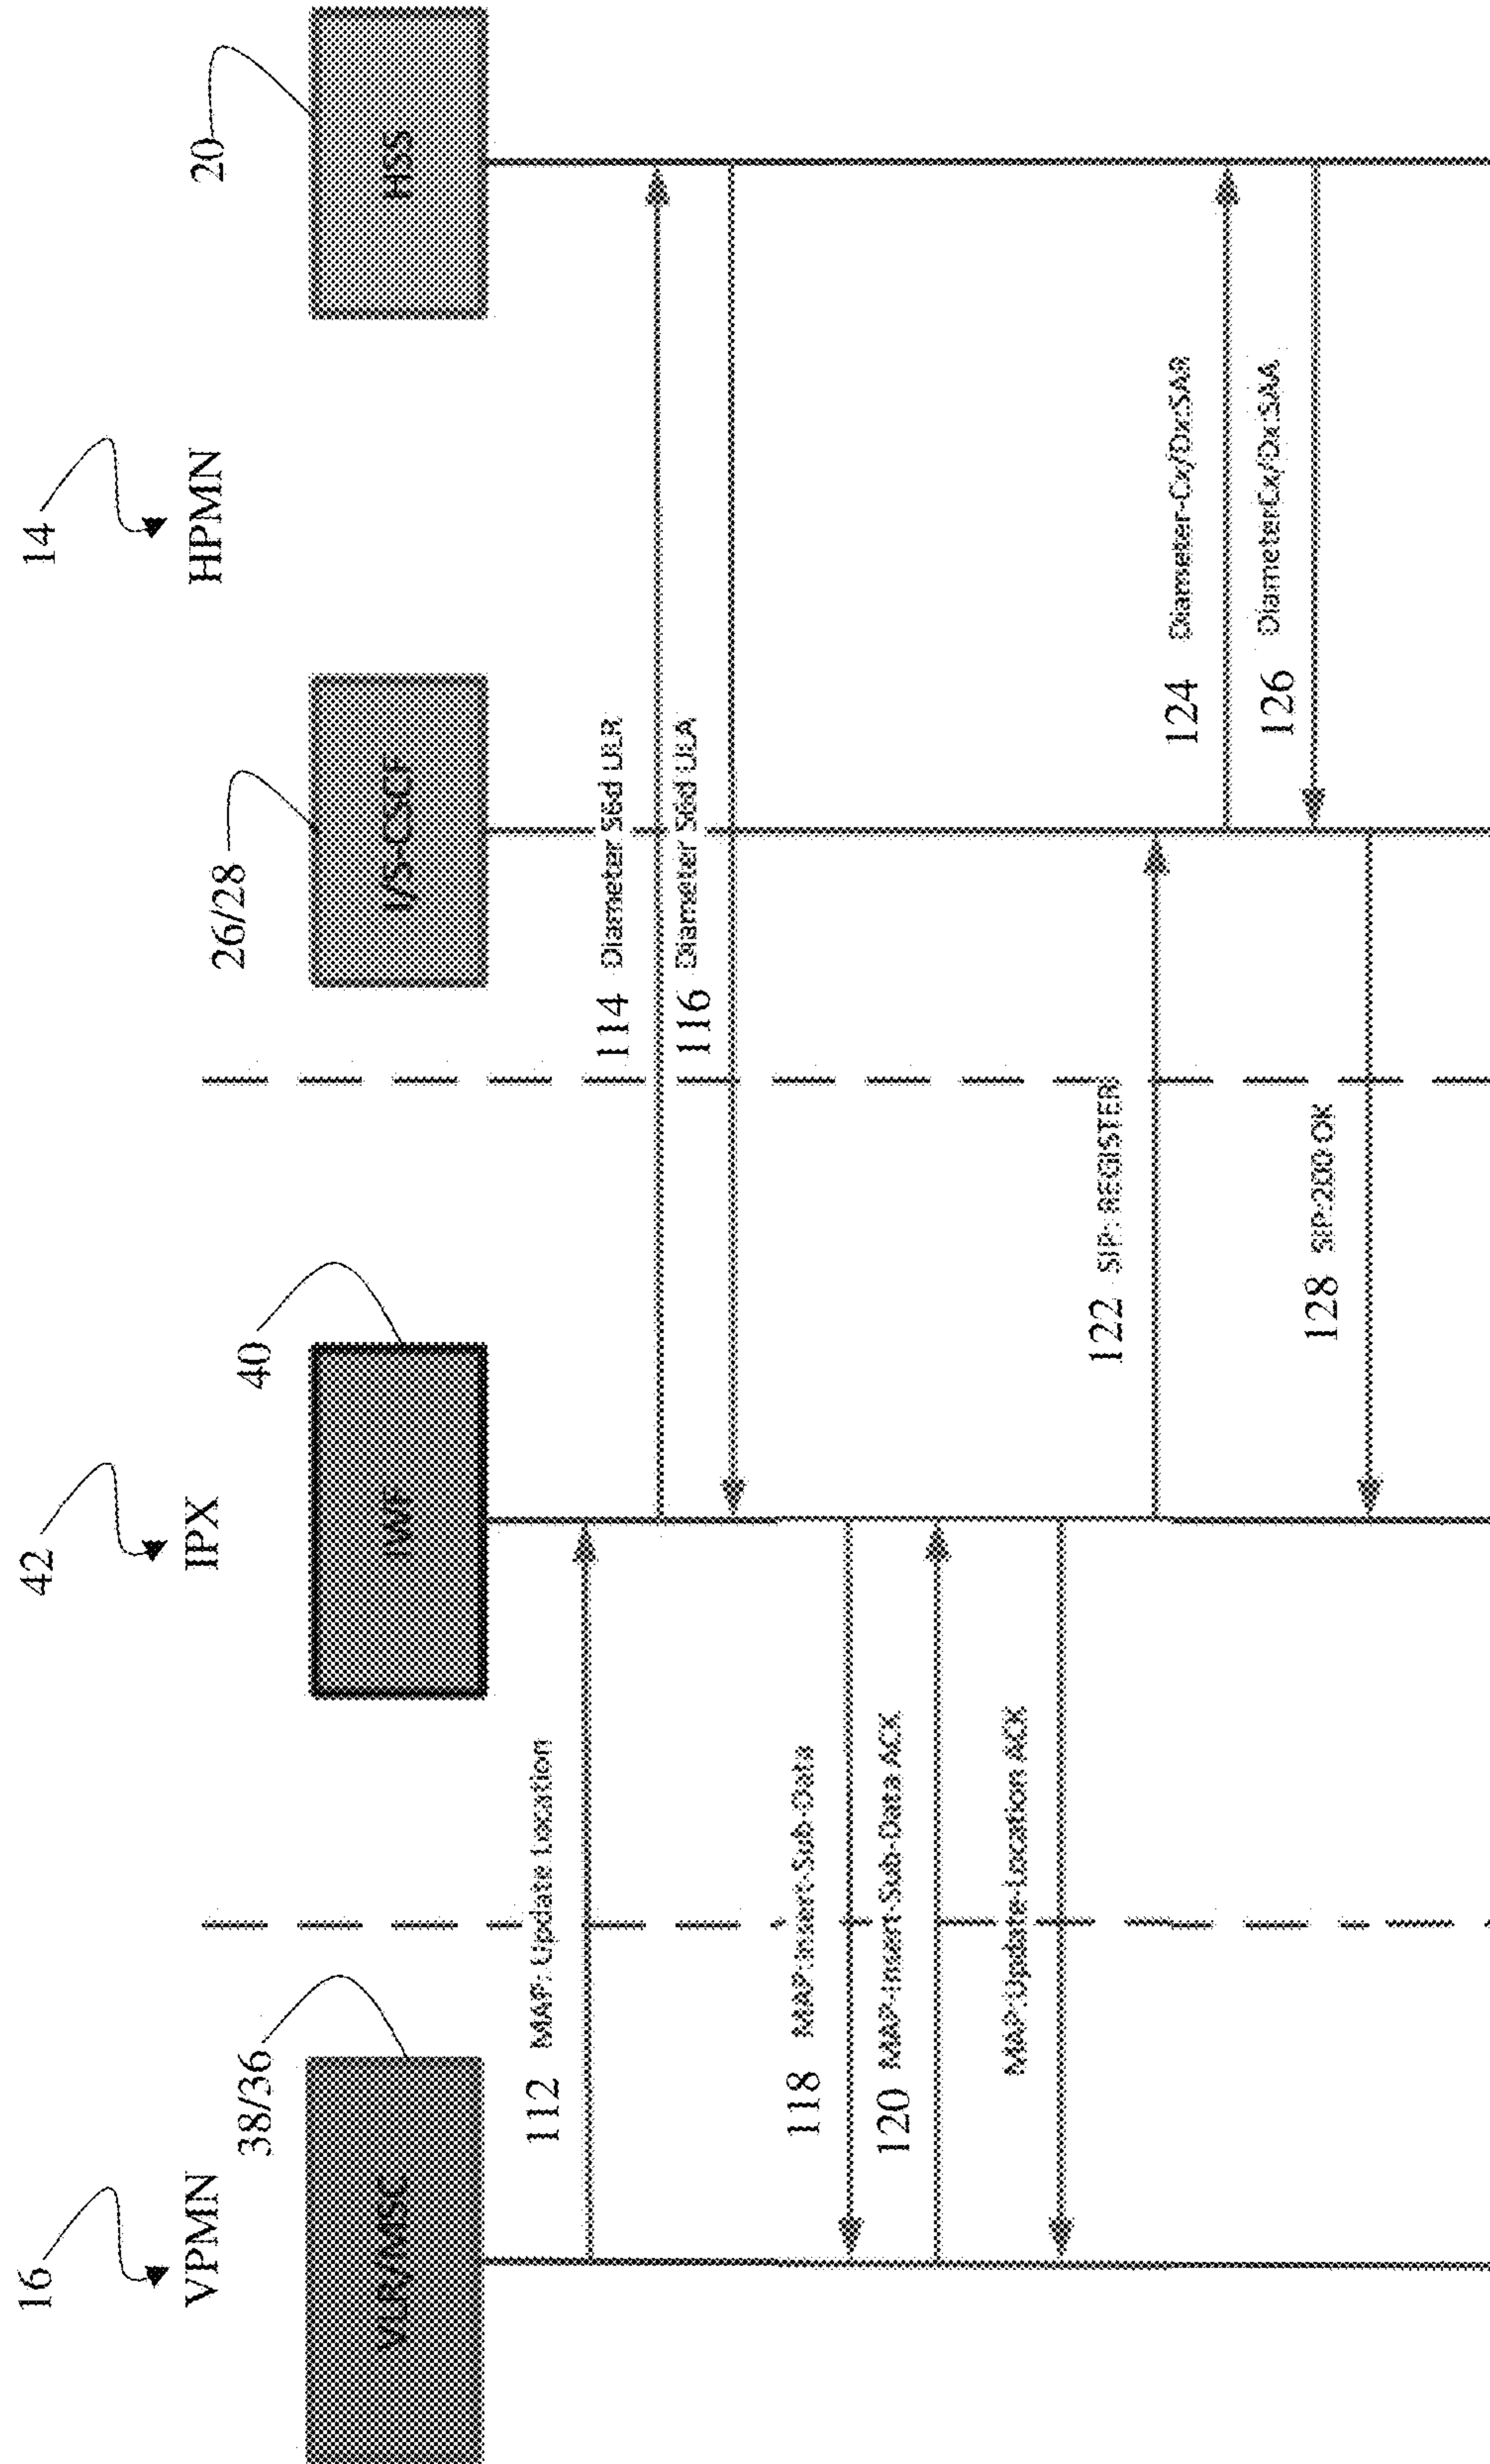 16
VPMN
42
IPX
14
HPMN
38/36
VLR/MSC
40
IWF
26/28
I/S-CSCF
20
HSS
112 MAP: Update Location
114 Diameter S6d ULR
116 Diameter S6d ULA
118 MAP:Insert-Sub-Data
120 MAP-Insert-Sub-Data ACK
MAP:Update-Location ACK
122 SIP: REGISTER
124 Diameter-Cx/Dx:SAR
126 Diameter:Cx/Dx:SAA
128 SIP:200 OK